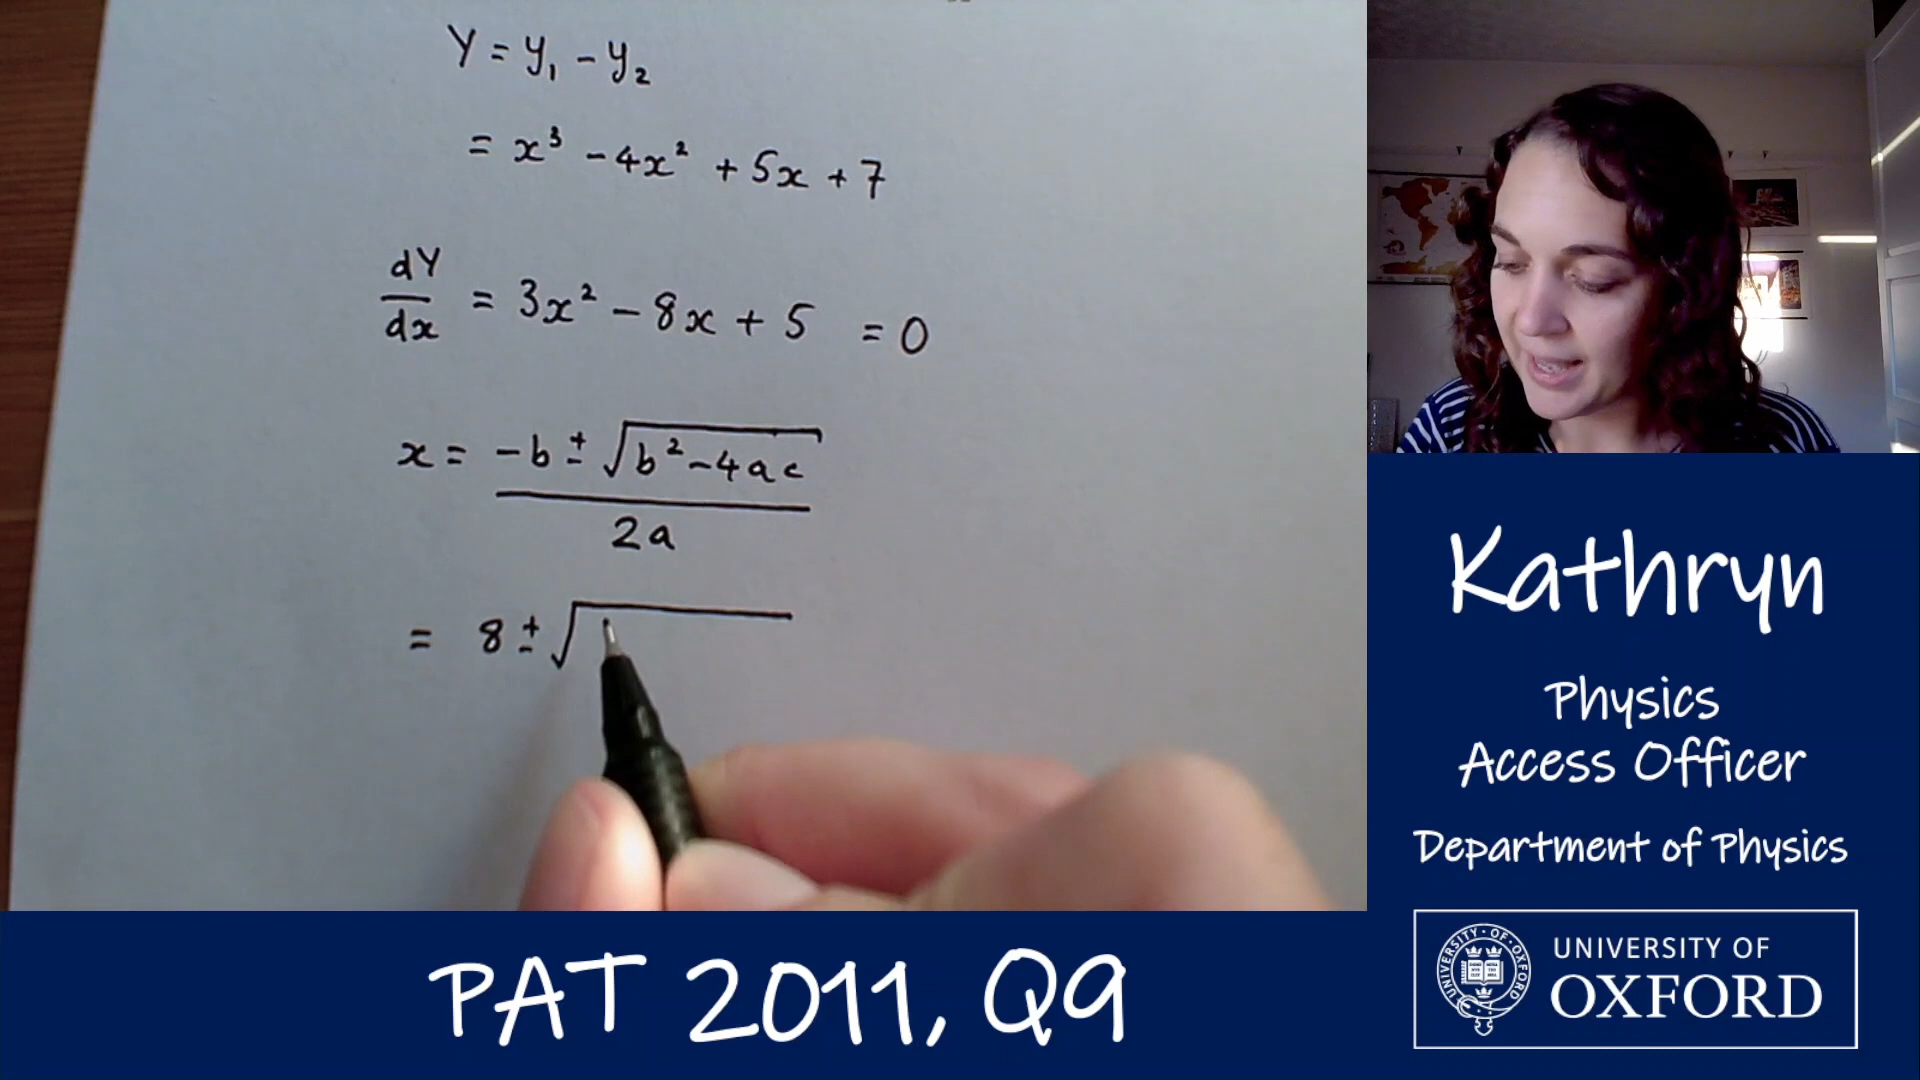 Y = y₁ - y₂
= x³ - 4x² + 5x + 7
dY/dx = 3x² - 8x + 5 = 0
x = -b ± √(b² - 4ac)
2a
= 8 ± √
Kathryn
Physics
Access Officer
Department of Physics
PAT 2011, Q9
UNIVERSITY OF
OXFORD